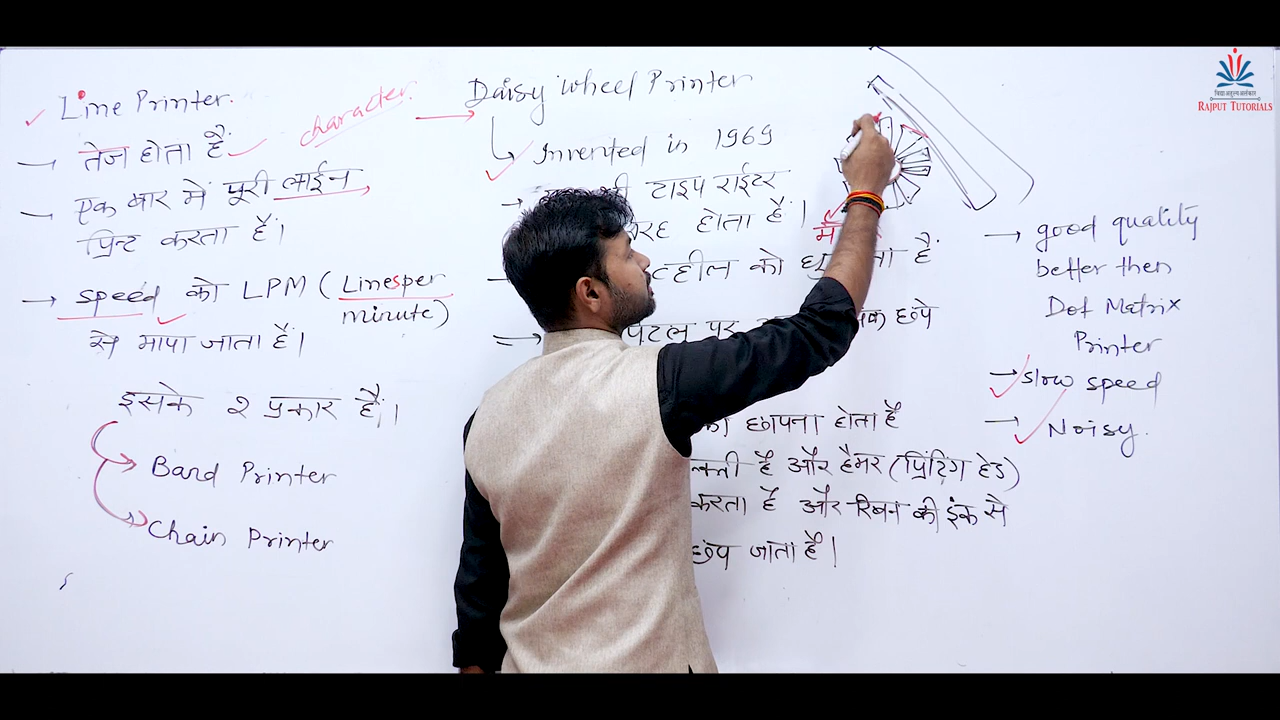 Line Printer.
→ तेज होता है
→ एक बार में पूरी लाईन
प्रिन्ट करता है।
→ speed को LPM ( Linesper
minute)
से मापा जाता है।
इसके २ प्रकार हैं।
Band Printer
Chain Printer
character.
Daisy wheel Printer
Invented in 1969
→ टाइप राईटर
होता है।
व्हील को है
पेटल पर छपे
छापना होता है
है और हैमर (प्रिंटिंग हेड)
करता है और रिबन की इंक से
छप जाता है।
→ good quality
better then
Dot Matrix
Printer
→ slow speed
→ Noisy.
RAJPUT TUTORIALS